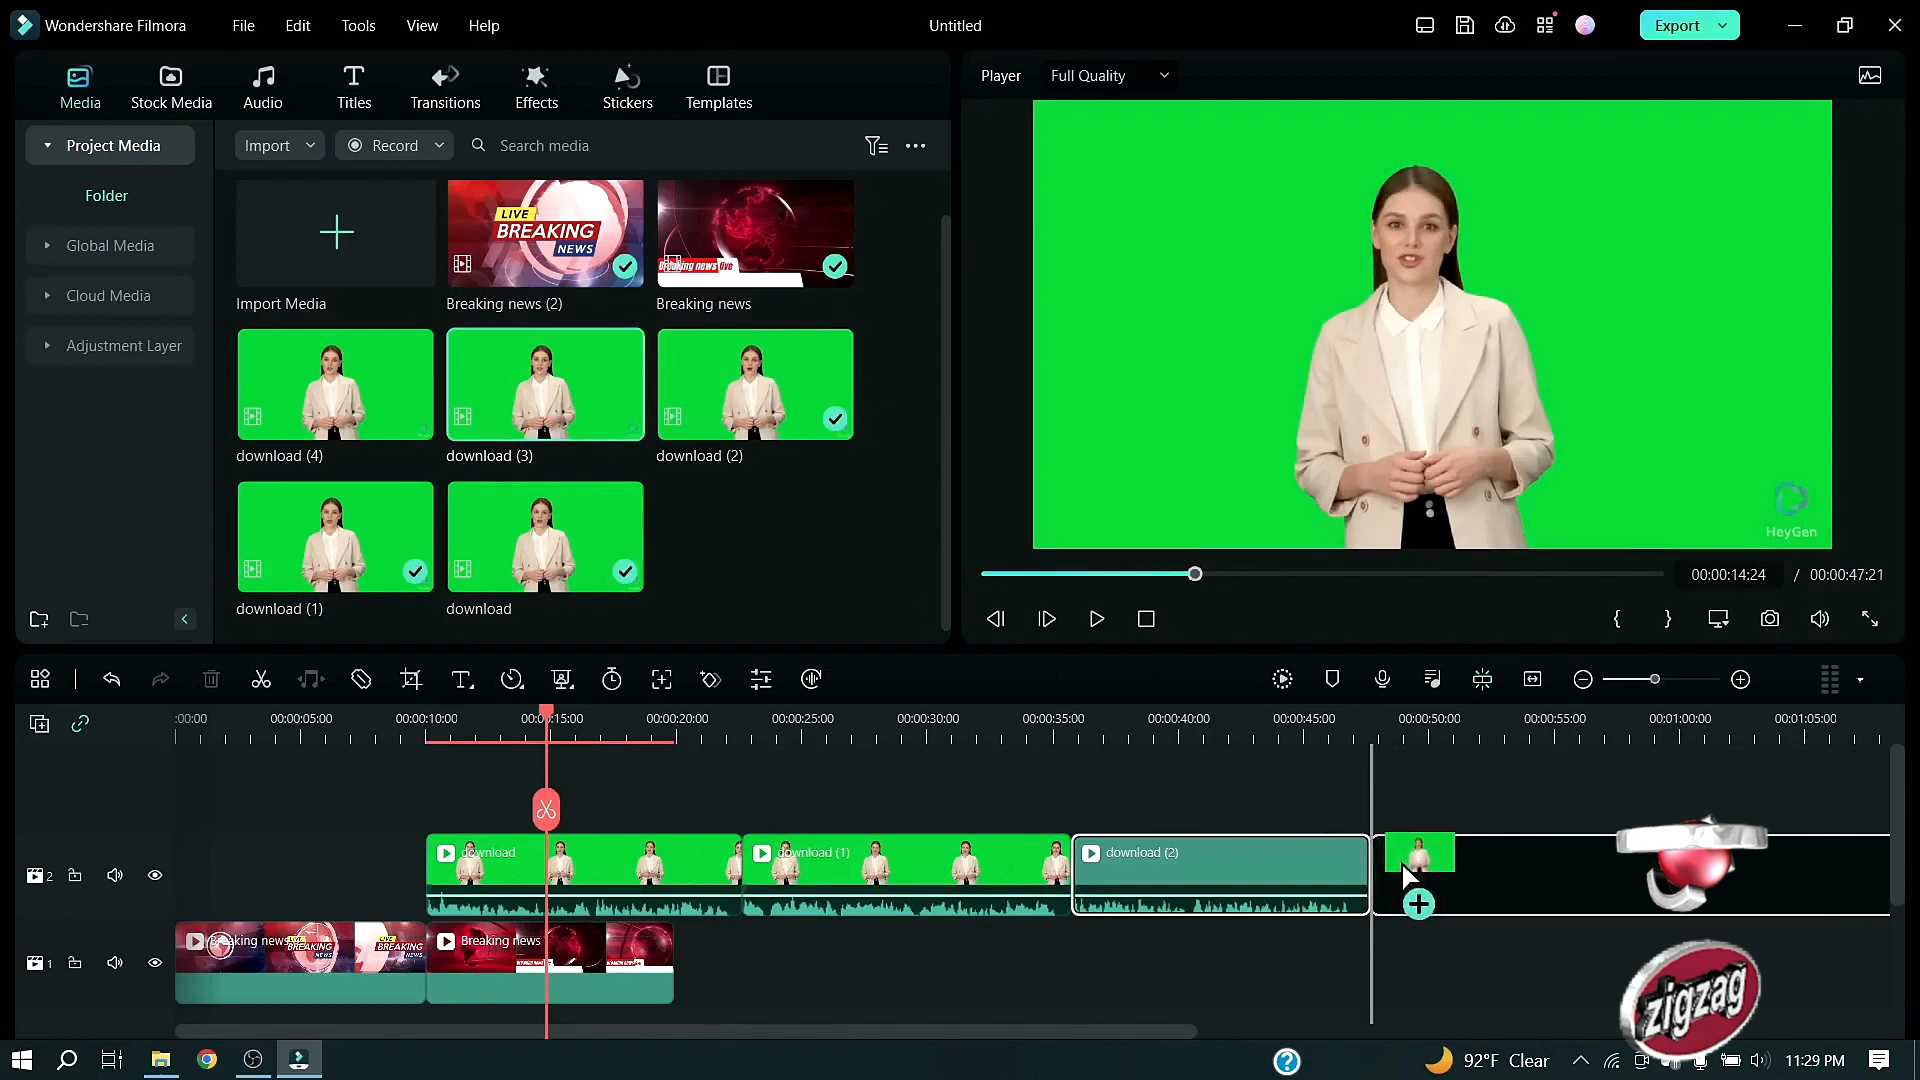 Wondershare Filmora
File
Edit
Tools
View
Help
Untitled
Export
Media
Stock Media
Audio
Titles
Transitions
Effects
Stickers
Templates
Player
Full Quality
Project Media
Folder
Global Media
Cloud Media
Adjustment Layer
Import
Record
Search media
LIVE
BREAKING
NEWS
Breaking news live
Import Media
Breaking news (2)
Breaking news
download (4)
download (3)
download (2)
download (1)
download
HeyGen
00:00:14:24 / 00:00:47:21
:00:00
00:00:05:00
00:00:10:00
00:00:15:00
00:00:20:00
00:00:25:00
00:00:30:00
00:00:35:00
00:00:40:00
00:00:45:00
00:00:50:00
00:00:55:00
00:01:00:00
00:01:05:00
2
download
download (1)
download (2)
1
Breaking news
BREAKING
BREAKING
Breaking news
zigzag
92°F Clear
11:29 PM